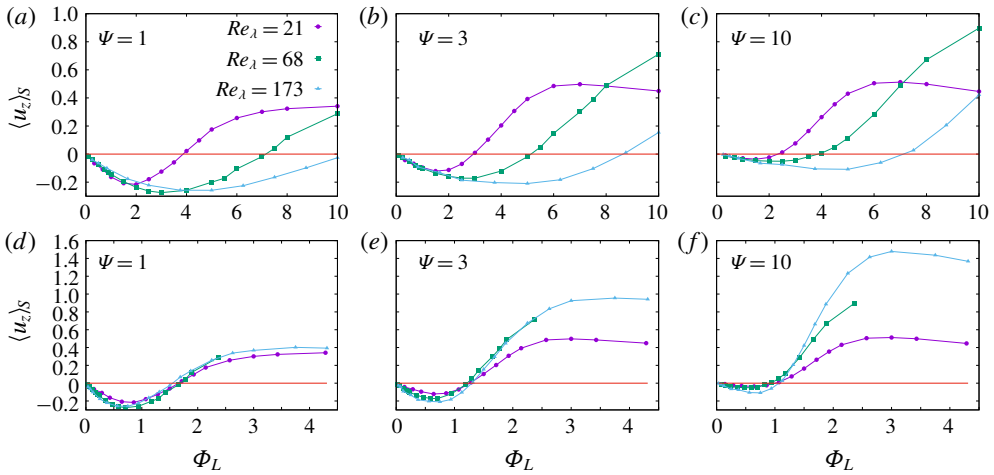 (a) (b) (c)
1.0
0.8
0.6
0.4
0.2
0
−0.2
⟨u_z⟩_S
Ψ = 1
Re_λ = 21
Re_λ = 68
Re_λ = 173
Ψ = 3
Ψ = 10
0 2 4 6 8 10
0 2 4 6 8 10
0 2 4 6 8 10
(d) (e) (f)
1.6
1.4
1.2
1.0
0.8
0.6
0.4
0.2
0
−0.2
⟨u_z⟩_S
Ψ = 1
Ψ = 3
Ψ = 10
0 1 2 3 4
0 1 2 3 4
0 1 2 3 4
Φ_L Φ_L Φ_L